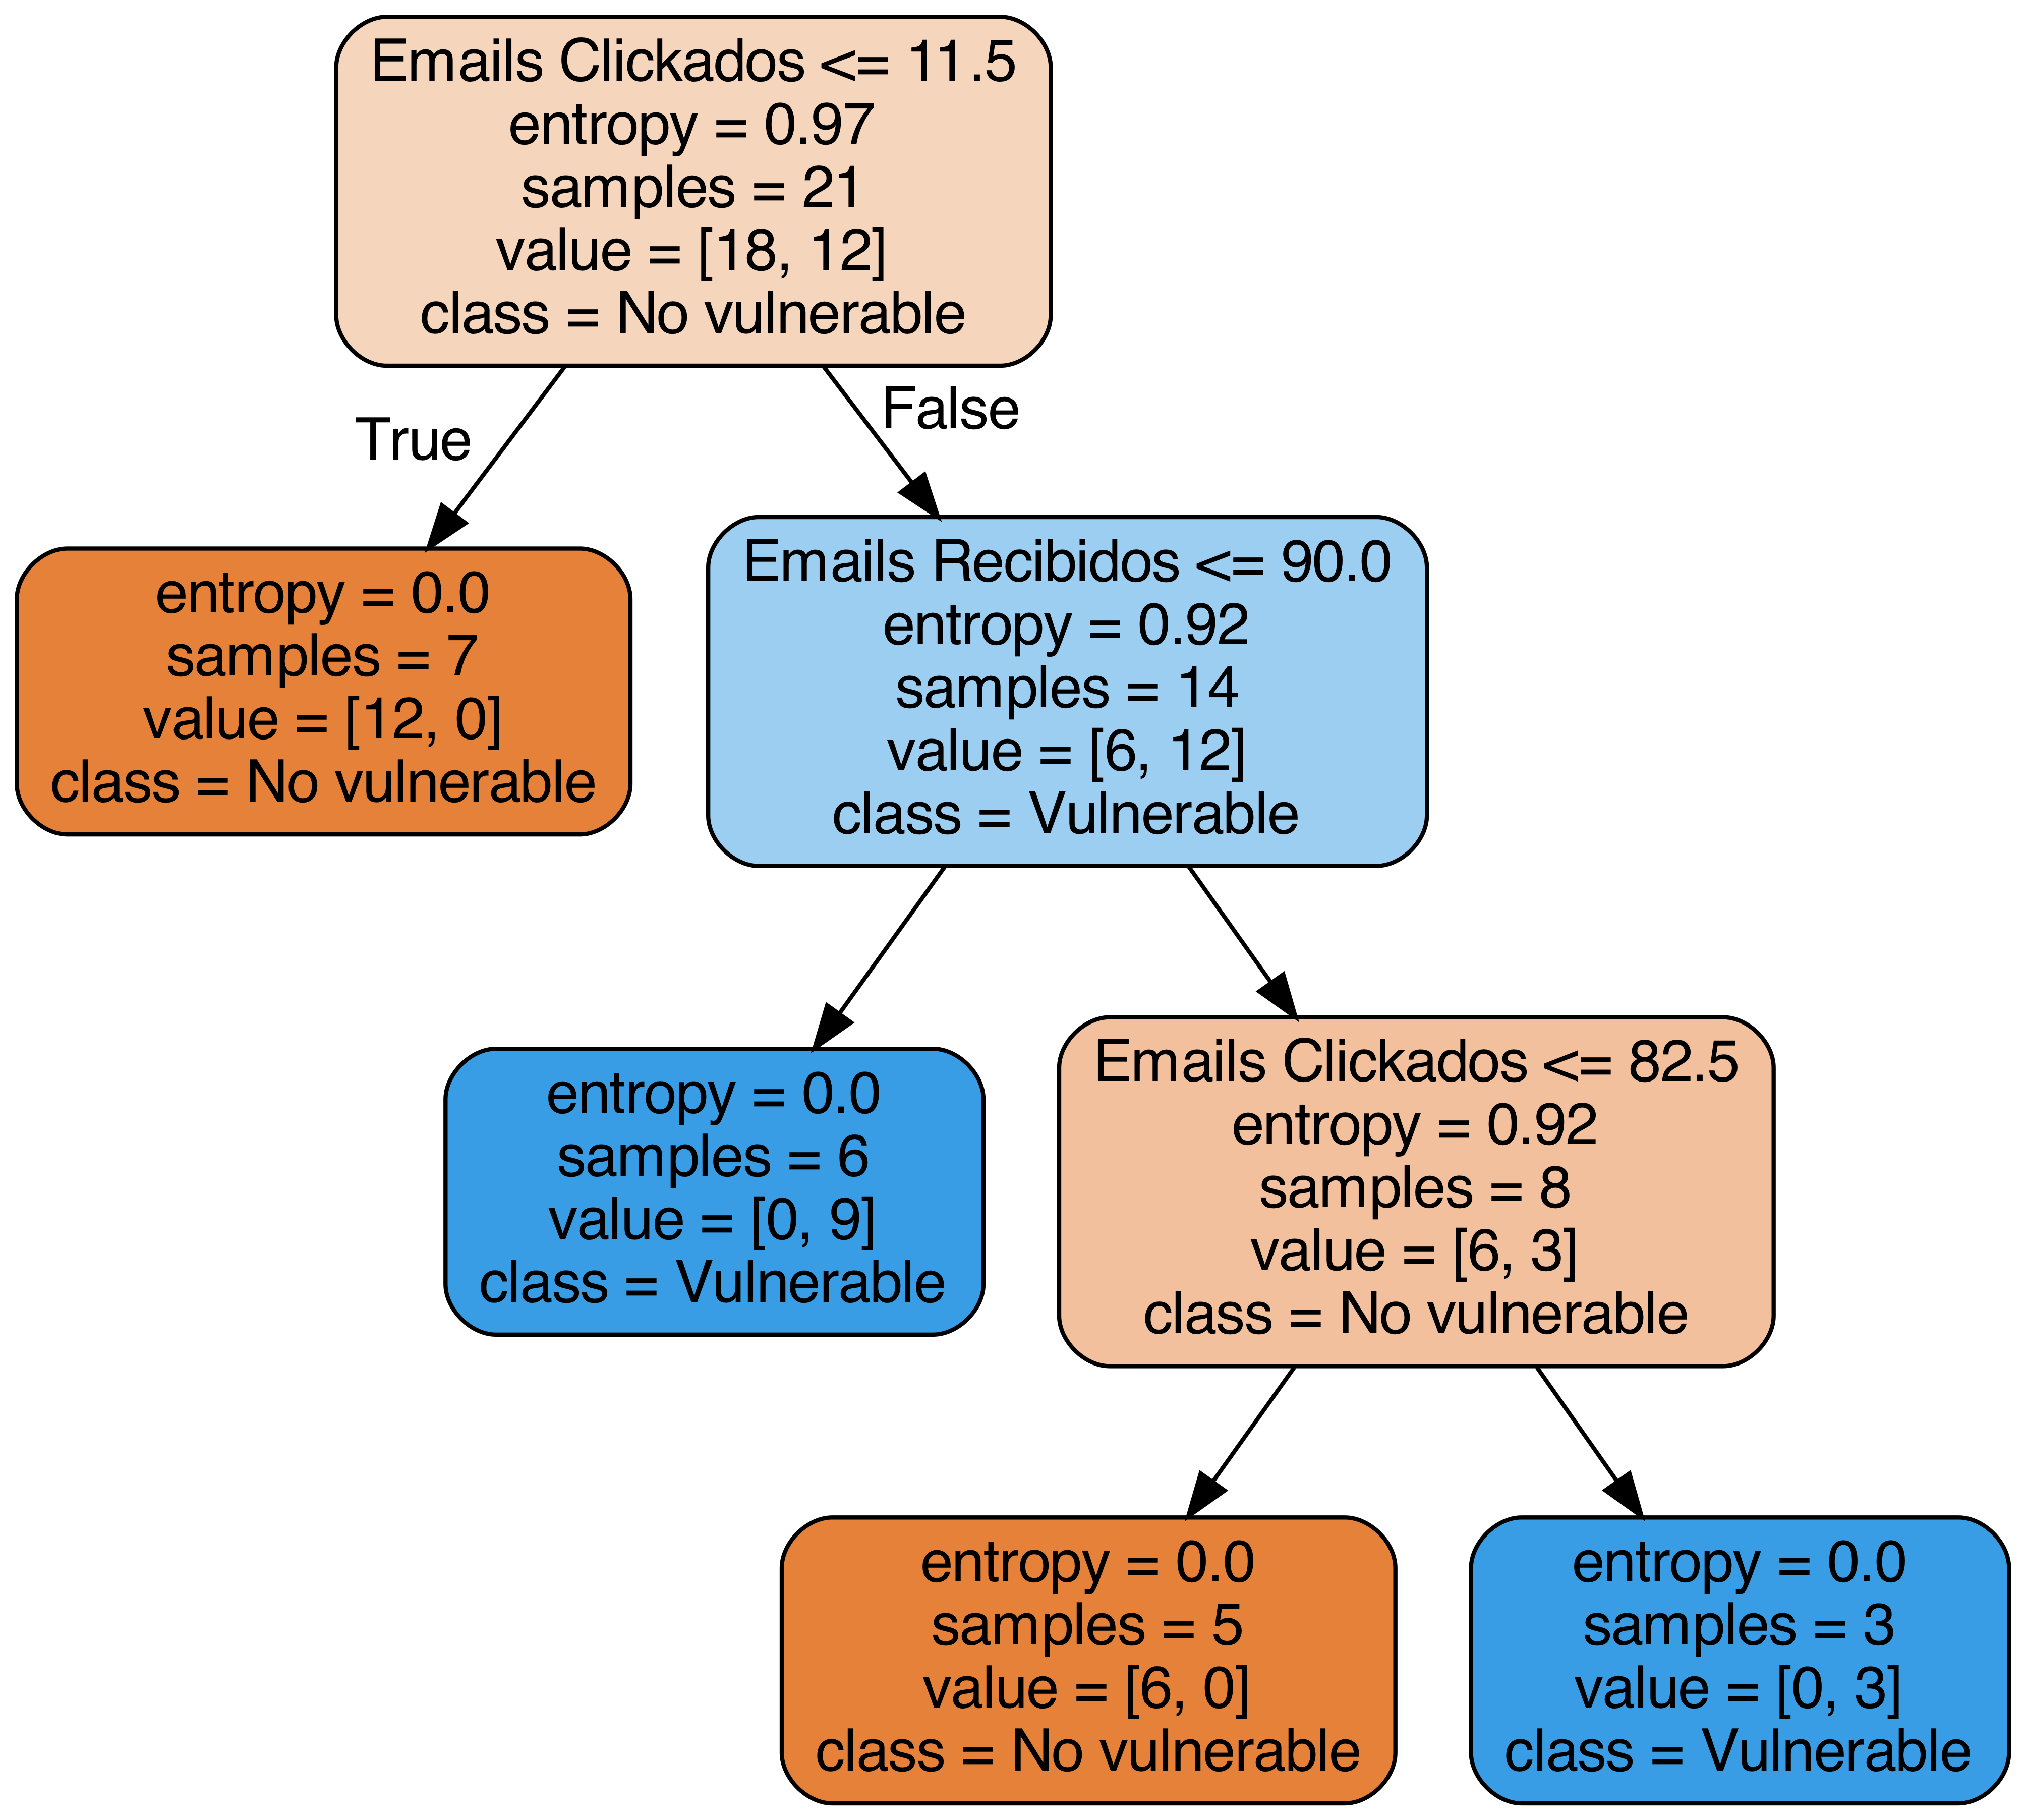 Emails Clickados <= 11.5
entropy = 0.97
samples = 21
value = [18, 12]
class = No vulnerable
True
False
entropy = 0.0
samples = 7
value = [12, 0]
class = No vulnerable
Emails Recibidos <= 90.0
entropy = 0.92
samples = 14
value = [6, 12]
class = Vulnerable
entropy = 0.0
samples = 6
value = [0, 9]
class = Vulnerable
Emails Clickados <= 82.5
entropy = 0.92
samples = 8
value = [6, 3]
class = No vulnerable
entropy = 0.0
samples = 5
value = [6, 0]
class = No vulnerable
entropy = 0.0
samples = 3
value = [0, 3]
class = Vulnerable